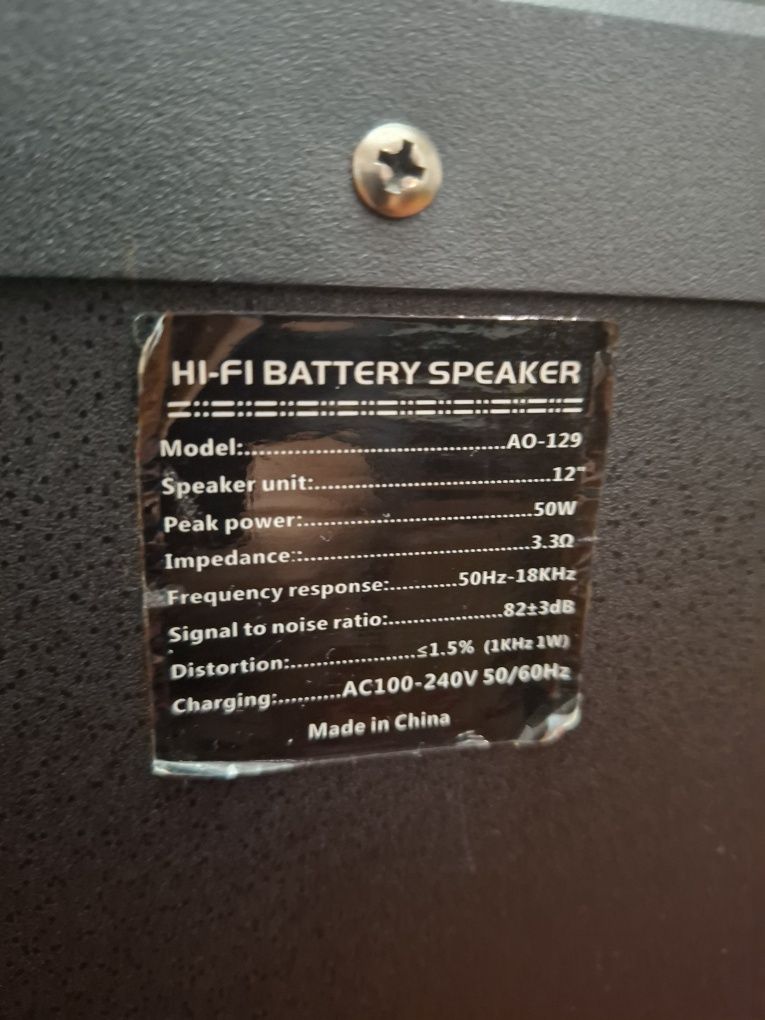 HI-FI BATTERY SPEAKER
Model:....................................AO-129
Speaker unit:.................................12"
Peak power:................................50W
Impedance::...............................3.3Ω
Frequency response:..........50Hz-18KHz
Signal to noise ratio:................82±3dB
Distortion:..................≤1.5% (1KHz 1W)
Charging:..........AC100-240V 50/60Hz
Made in China